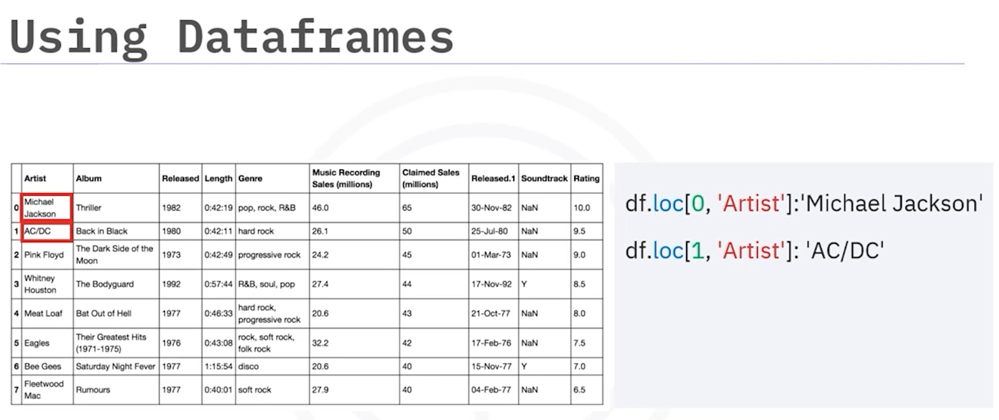 Using Dataframes
Artist Album Released Length Genre Music Recording Sales (millions) Claimed Sales (millions) Released.1 Soundtrack Rating
0 Michael Jackson Thriller 1982 0:42:19 pop, rock, R&B 46.0 65 30-Nov-82 NaN 10.0
1 AC/DC Back in Black 1980 0:42:11 hard rock 26.1 50 25-Jul-80 NaN 9.5
2 Pink Floyd The Dark Side of the Moon 1973 0:42:49 progressive rock 24.2 45 01-Mar-73 NaN 9.0
3 Whitney Houston The Bodyguard 1992 0:57:44 R&B, soul, pop 27.4 44 17-Nov-92 Y 8.5
4 Meat Loaf Bat Out of Hell 1977 0:46:33 hard rock, progressive rock 20.6 43 21-Oct-77 NaN 8.0
5 Eagles Their Greatest Hits (1971-1975) 1976 0:43:08 rock, soft rock, folk rock 32.2 42 17-Feb-76 NaN 7.5
6 Bee Gees Saturday Night Fever 1977 1:15:54 disco 20.6 40 15-Nov-77 Y 7.0
7 Fleetwood Mac Rumours 1977 0:40:01 soft rock 27.9 40 04-Feb-77 NaN 6.5
df.loc[0, 'Artist']:'Michael Jackson'
df.loc[1, 'Artist']: 'AC/DC'